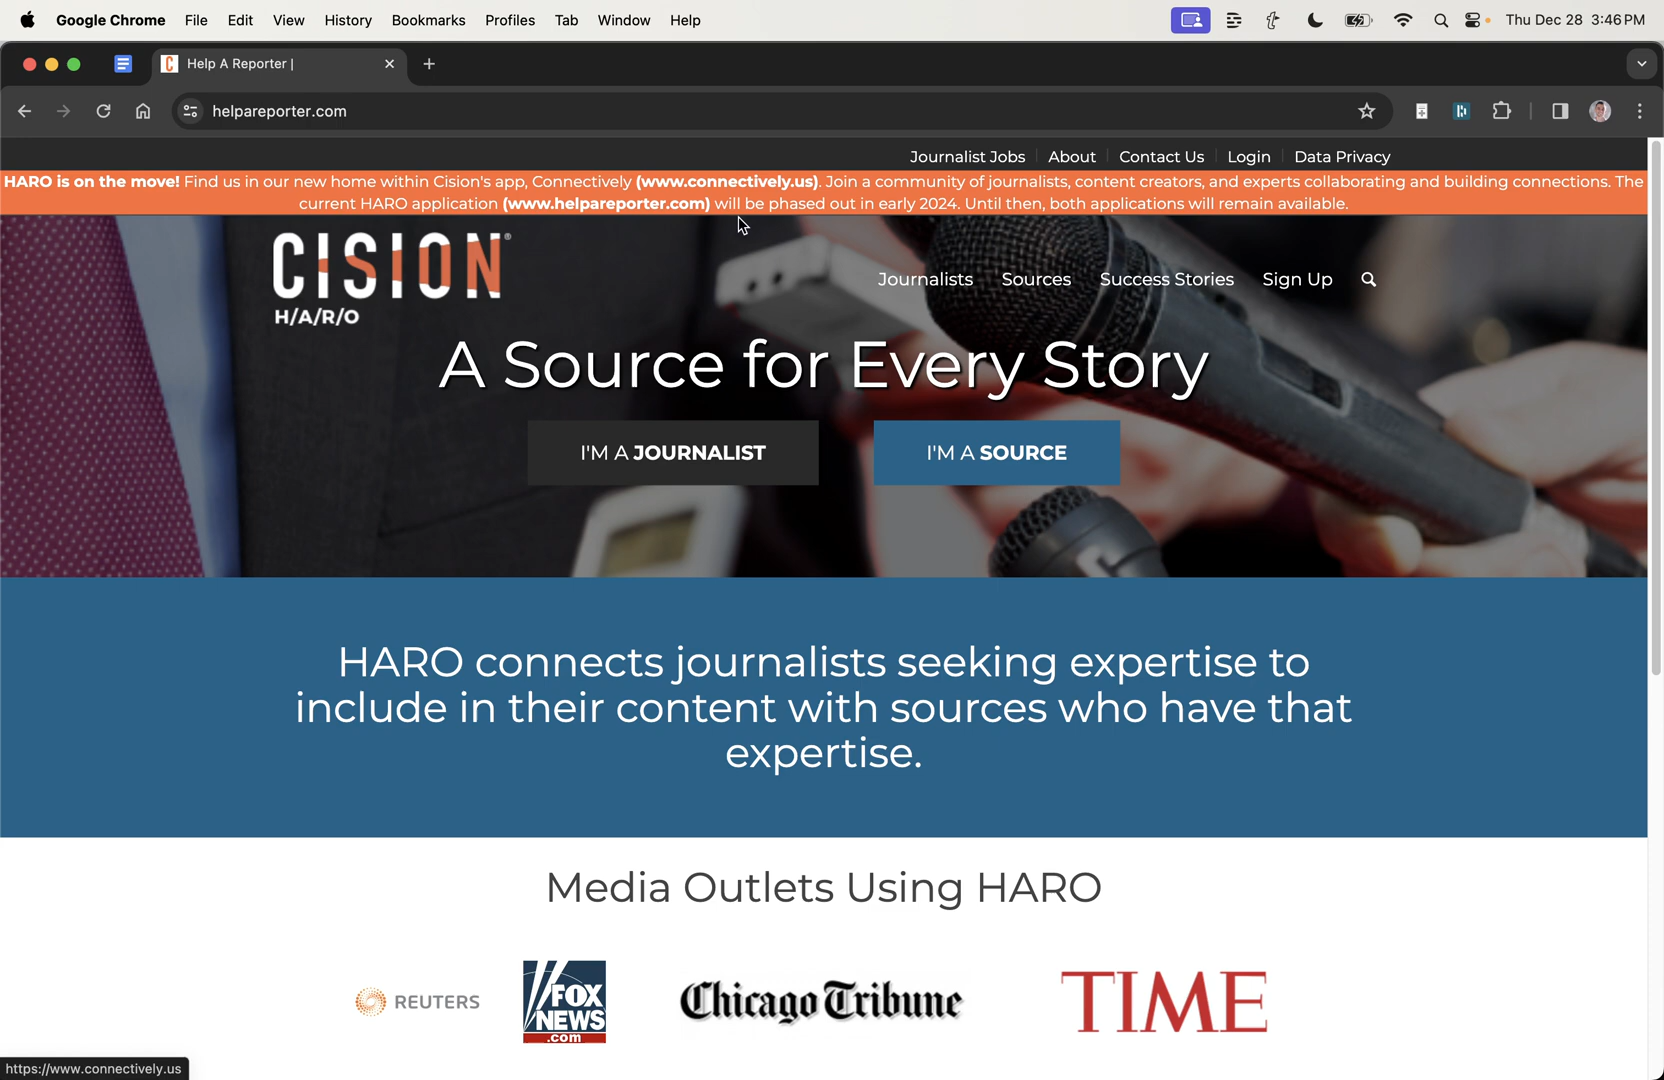 Google Chrome File Edit View History Bookmarks Profiles Tab Window Help Thu Dec 28 3:46 PM
Help A Reporter |
helpareporter.com
Journalist Jobs About Contact Us Login Data Privacy
HARO is on the move! Find us in our new home within Cision's app, Connectively (www.connectively.us). Join a community of journalists, content creators, and experts collaborating and building connections. The
current HARO application (www.helpareporter.com) will be phased out in early 2024. Until then, both applications will remain available.
CISION®
H/A/R/O
Journalists Sources Success Stories Sign Up
A Source for Every Story
I'M A JOURNALIST I'M A SOURCE
HARO connects journalists seeking expertise to
include in their content with sources who have that
expertise.
Media Outlets Using HARO
REUTERS
FOX
NEWS
.com
Chicago Tribune
TIME
https://www.connectively.us